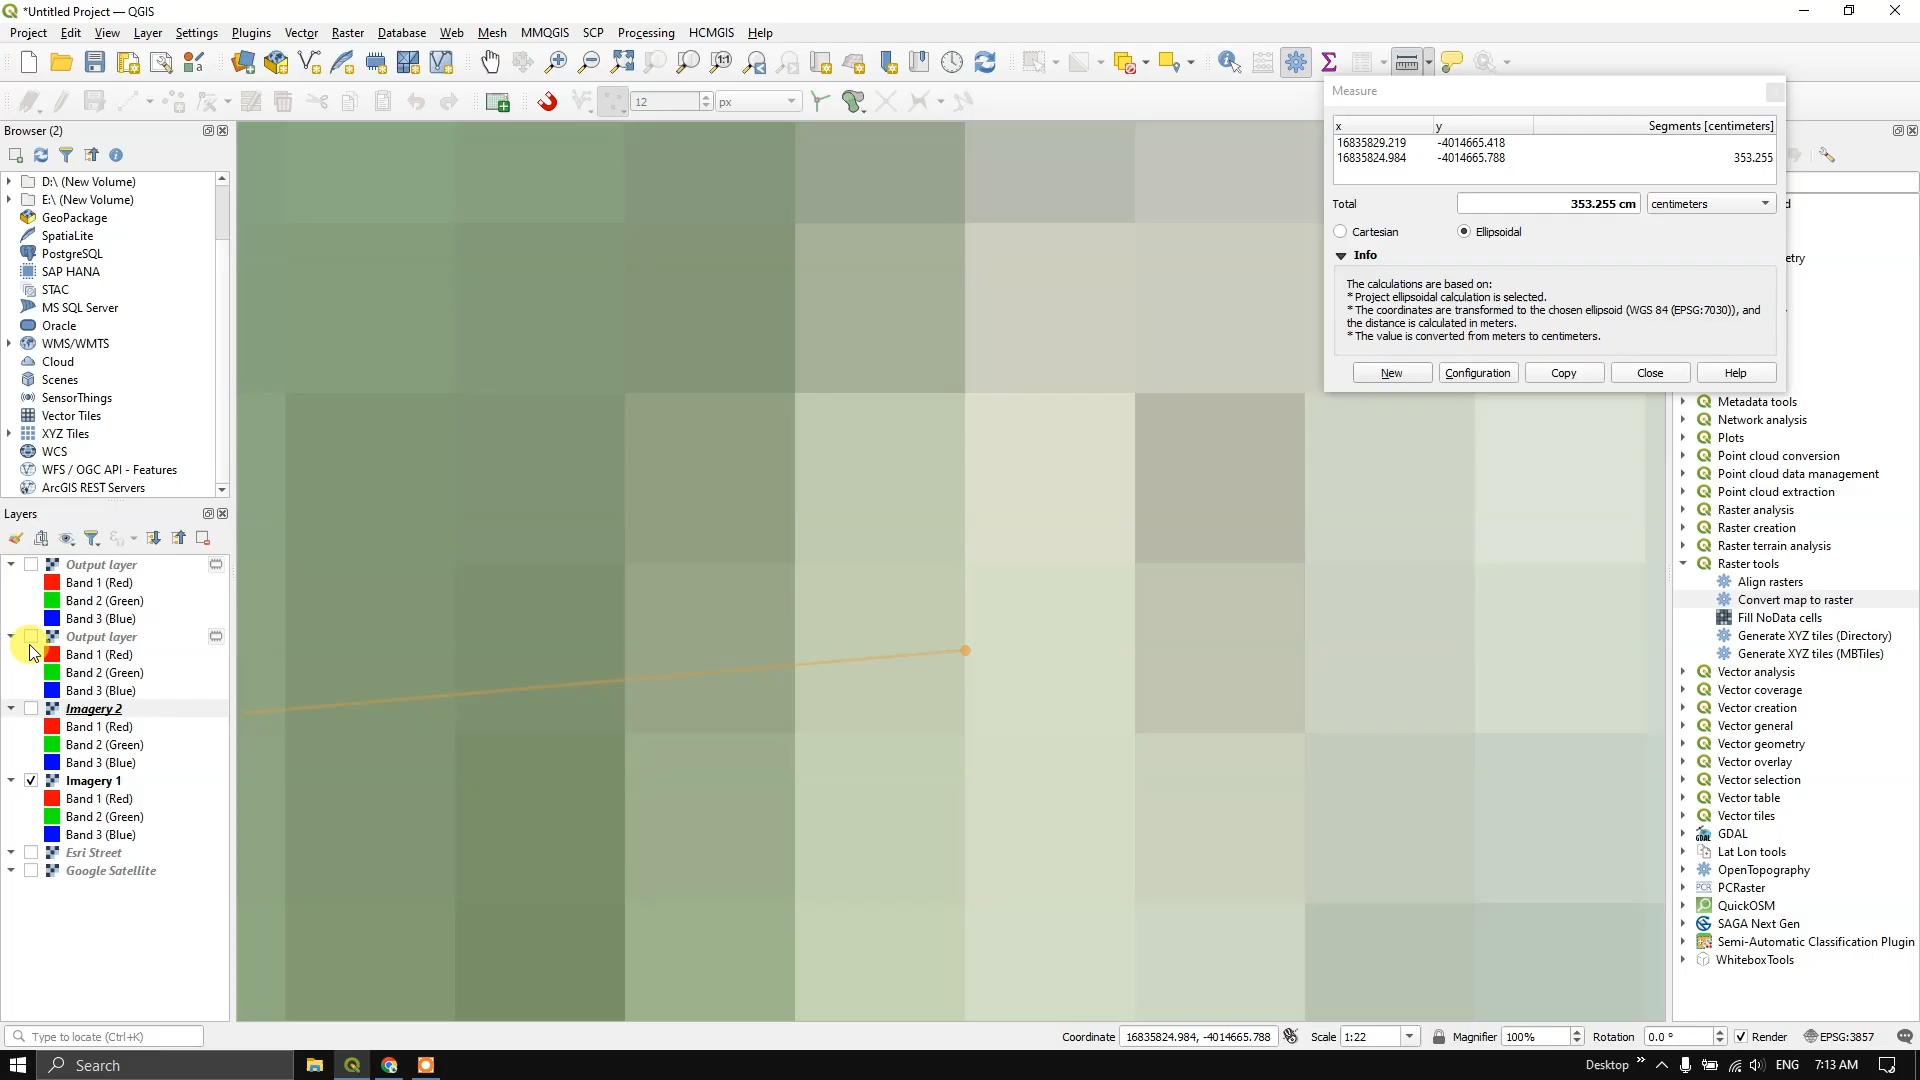 *Untitled Project — QGIS
Project Edit View Layer Settings Plugins Vector Raster Database Web Mesh MMQGIS SCP Processing HCMGIS Help
12 px
Measure
x y Segments [centimeters]
16835829.219 -4014665.418
16835824.984 -4014665.788 353.255
Total 353.255 cm centimeters
Cartesian Ellipsoidal
Info
The calculations are based on:
* Project ellipsoidal calculation is selected.
* The coordinates are transformed to the chosen ellipsoid (WGS 84 (EPSG:7030)), and
the distance is calculated in meters.
* The value is converted from meters to centimeters.
New Configuration Copy Close Help
Browser (2)
D:\ (New Volume)
E:\ (New Volume)
GeoPackage
SpatiaLite
PostgreSQL
SAP HANA
STAC
MS SQL Server
Oracle
WMS/WMTS
Cloud
Scenes
SensorThings
Vector Tiles
XYZ Tiles
WCS
WFS / OGC API - Features
ArcGIS REST Servers
Layers
Output layer
Band 1 (Red)
Band 2 (Green)
Band 3 (Blue)
Output layer
Band 1 (Red)
Band 2 (Green)
Band 3 (Blue)
Imagery 2
Band 1 (Red)
Band 2 (Green)
Band 3 (Blue)
Imagery 1
Band 1 (Red)
Band 2 (Green)
Band 3 (Blue)
Esri Street
Google Satellite
Metadata tools
Network analysis
Plots
Point cloud conversion
Point cloud data management
Point cloud extraction
Raster analysis
Raster creation
Raster terrain analysis
Raster tools
Align rasters
Convert map to raster
Fill NoData cells
Generate XYZ tiles (Directory)
Generate XYZ tiles (MBTiles)
Vector analysis
Vector coverage
Vector creation
Vector general
Vector geometry
Vector overlay
Vector selection
Vector table
Vector tiles
GDAL
Lat Lon tools
OpenTopography
PCRaster
QuickOSM
SAGA Next Gen
Semi-Automatic Classification Plugin
WhiteboxTools
Type to locate (Ctrl+K)
Coordinate 16835824.984, -4014665.788 Scale 1:22 Magnifier 100% Rotation 0.0 ° Render EPSG:3857
Search
Desktop ENG 7:13 AM